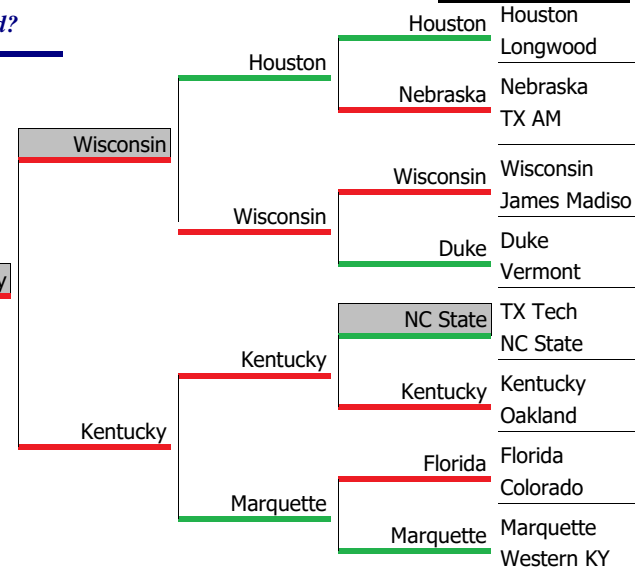 d?
Houston
Longwood
Nebraska
TX AM
Wisconsin
James Madiso
Duke
Vermont
TX Tech
NC State
Kentucky
Oakland
Florida
Colorado
Marquette
Western KY
Houston
Nebraska
Wisconsin
Duke
NC State
Kentucky
Florida
Marquette
Houston
Wisconsin
Kentucky
Marquette
Wisconsin
Kentucky
y